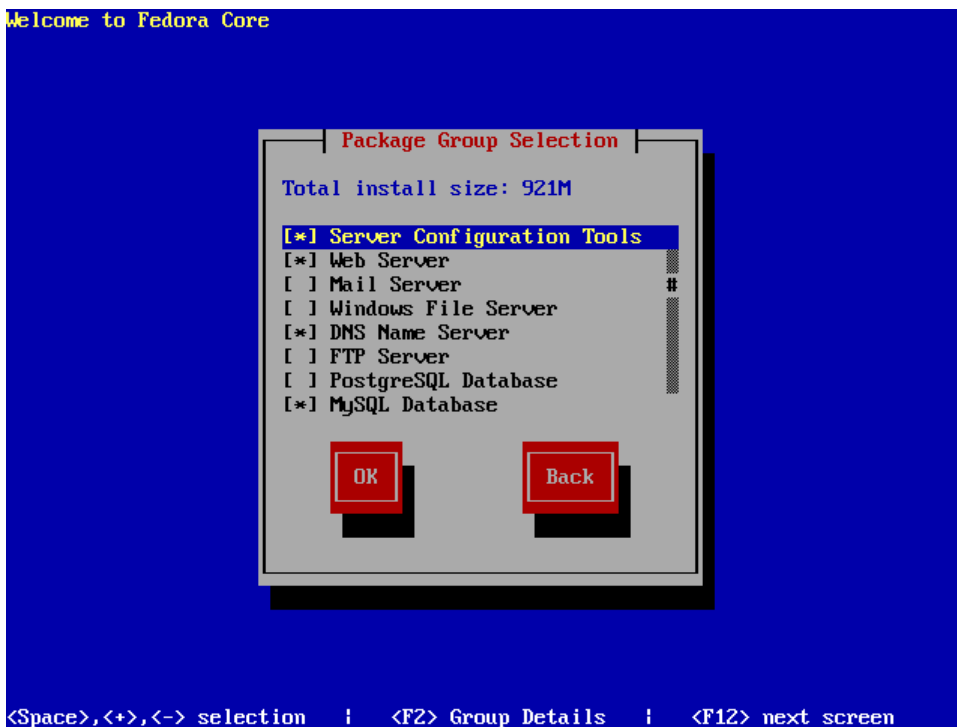 Welcome to Fedora Core
Package Group Selection
Total install size: 921M
[*] Server Configuration Tools
[*] Web Server
[ ] Mail Server #
[ ] Windows File Server
[*] DNS Name Server
[ ] FTP Server
[ ] PostgreSQL Database
[*] MySQL Database
OK Back
<Space>,<+>,<-> selection | <F2> Group Details | <F12> next screen